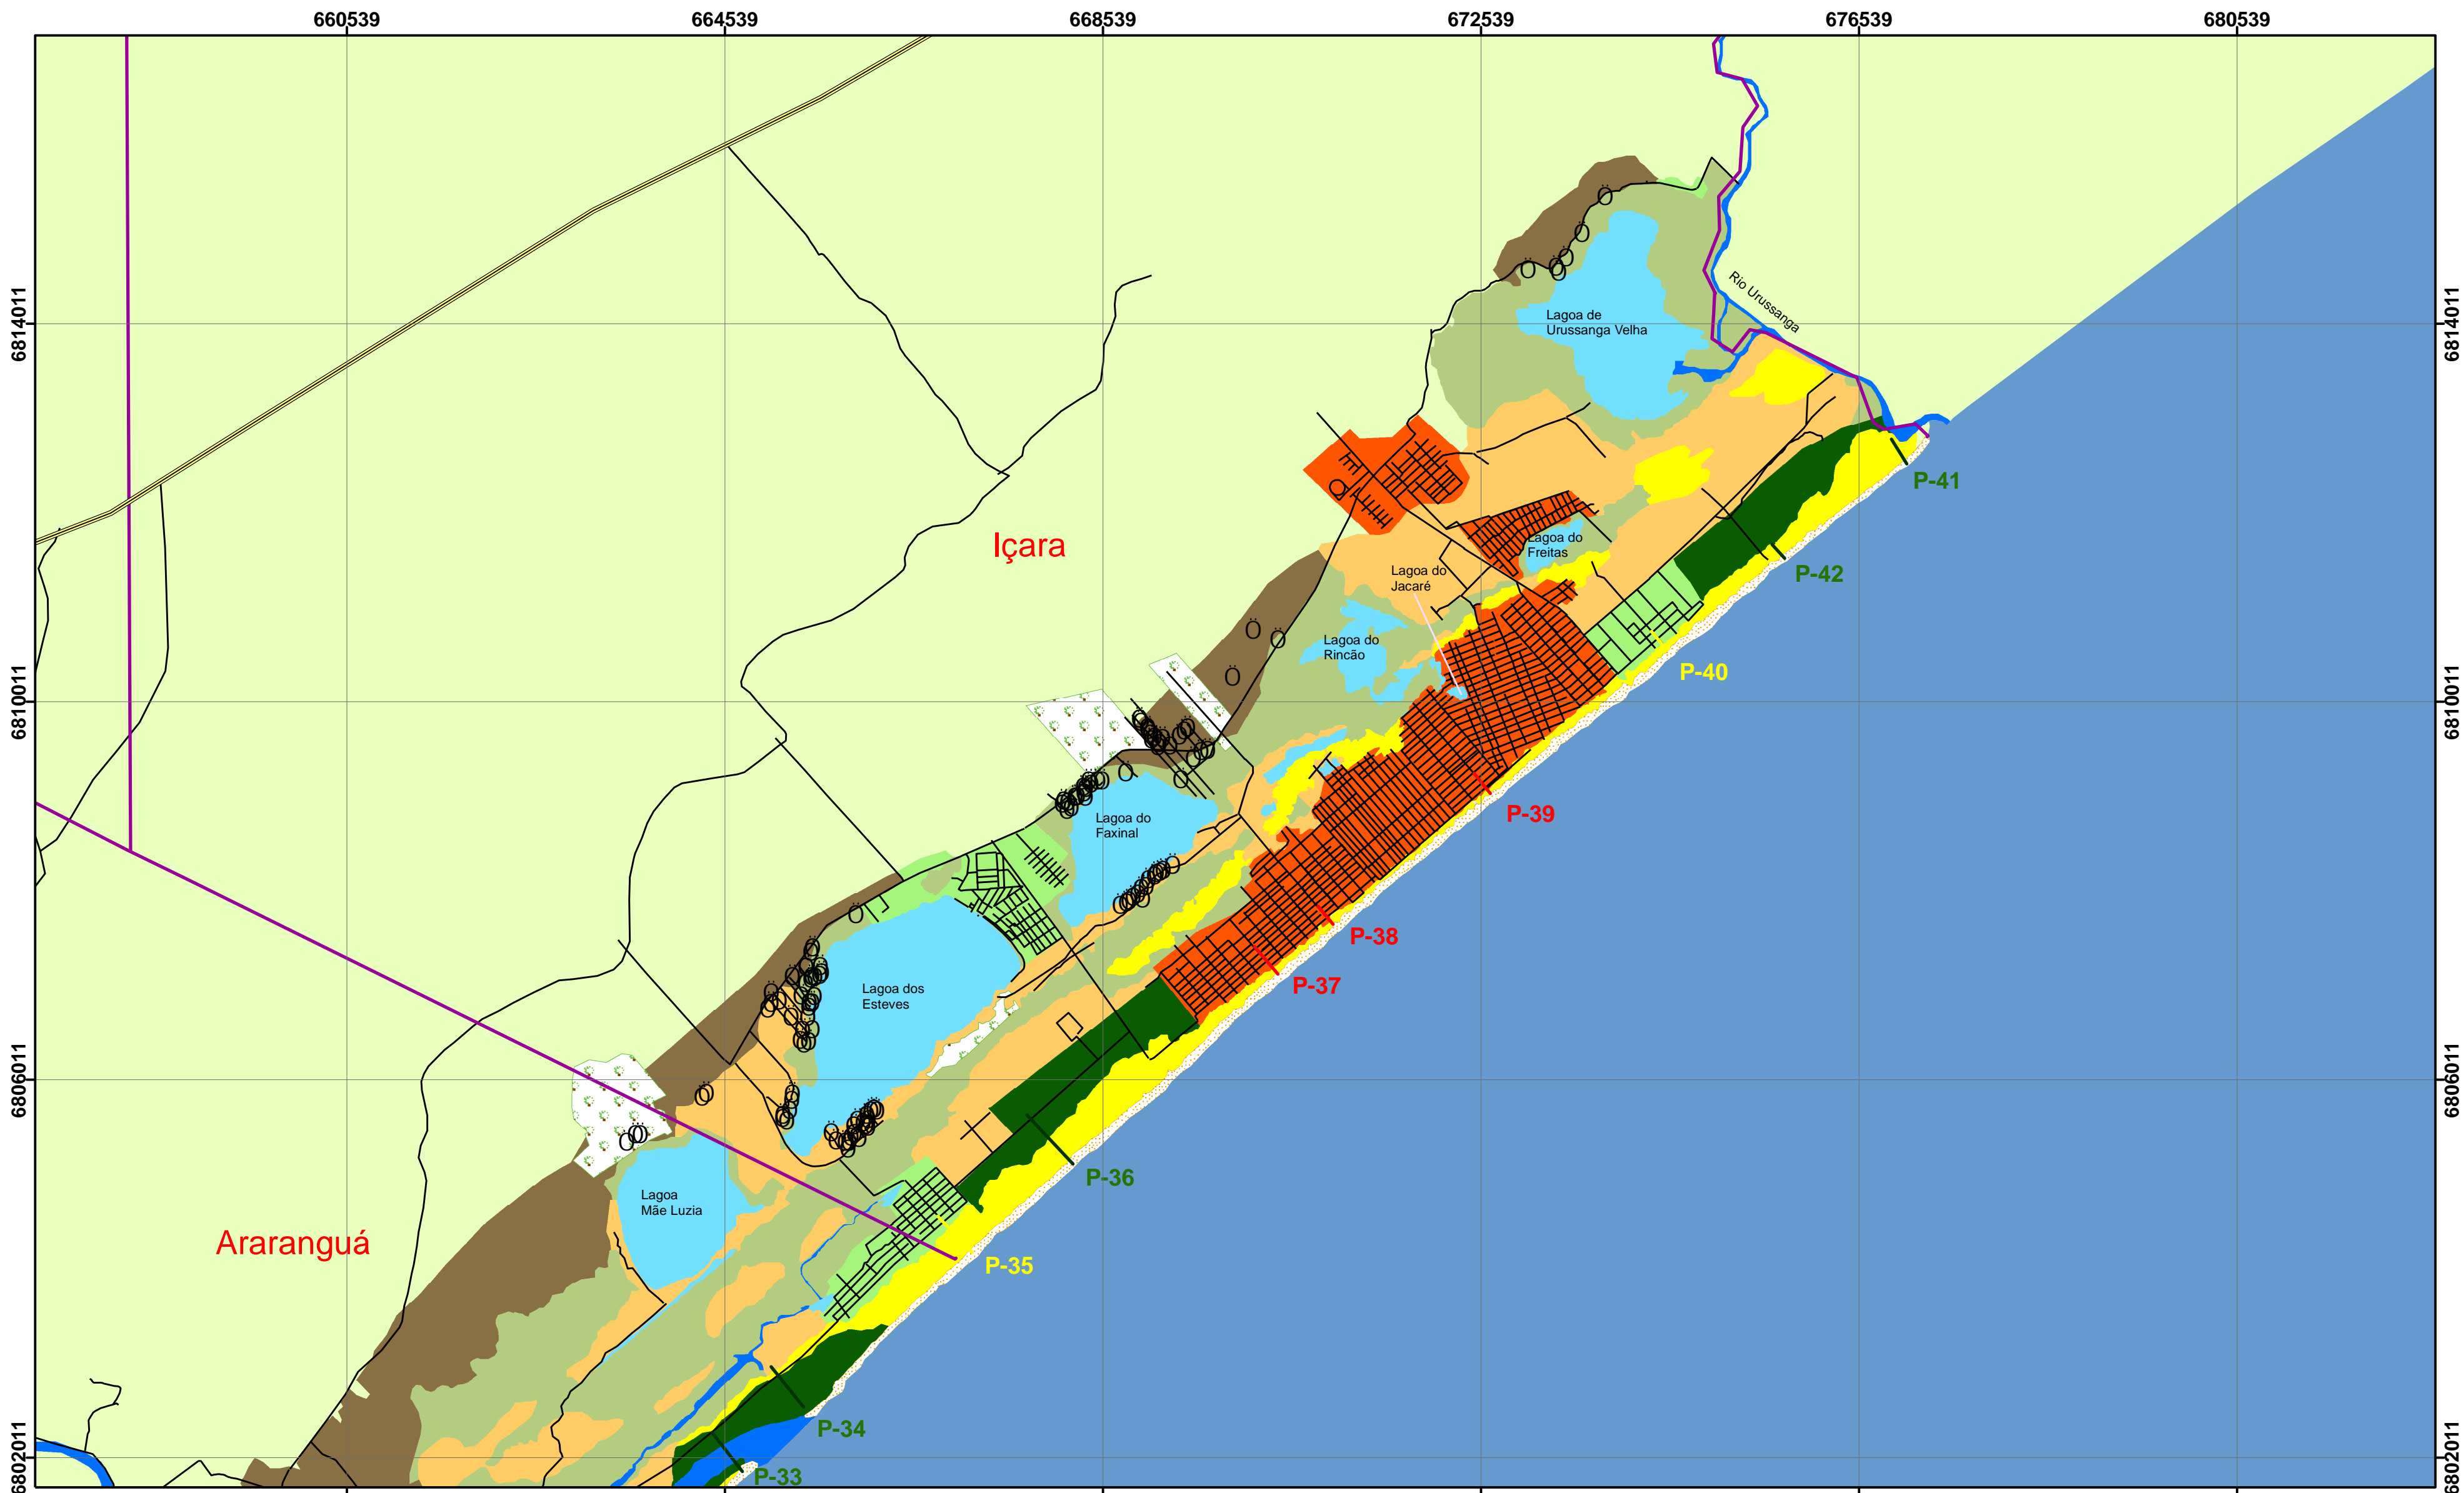 660539 664539 668539 672539 676539 680539
6814011 6814011
Rio Urussanga
Lagoa de
Urussanga Velha
P-41
Içara
Lagoa do
Freitas
P-42
Lagoa do
Jacaré
Lagoa do
Rincão
P-40
6810011 6810011
P-39
Lagoa do
Faxinal
P-38
P-37
Lagoa dos
Esteves
6806011 6806011
P-36
Lagoa
Mãe Luzia
Araranguá
P-35
P-34
6802011 6802011
P-33